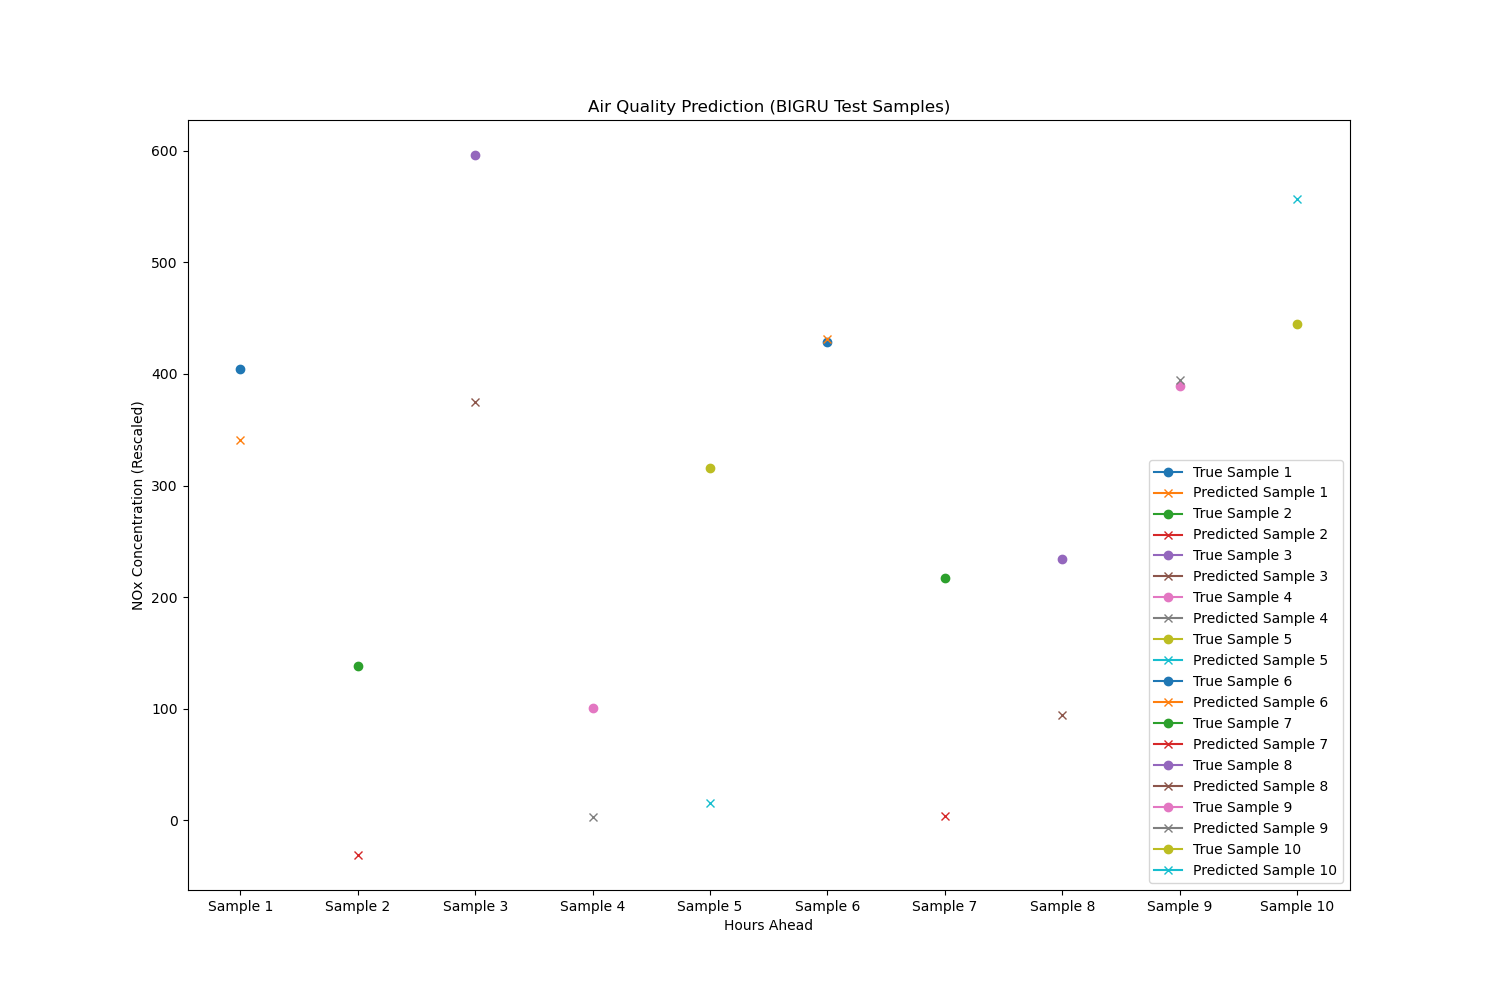 Air Quality Prediction (BIGRU Test Samples)
600
500
400
300
200
100
0
NOx Concentration (Rescaled)
True Sample 1
Predicted Sample 1
True Sample 2
Predicted Sample 2
True Sample 3
Predicted Sample 3
True Sample 4
Predicted Sample 4
True Sample 5
Predicted Sample 5
True Sample 6
Predicted Sample 6
True Sample 7
Predicted Sample 7
True Sample 8
Predicted Sample 8
True Sample 9
Predicted Sample 9
True Sample 10
Predicted Sample 10
Sample 1 Sample 2 Sample 3 Sample 4 Sample 5 Sample 6 Sample 7 Sample 8 Sample 9 Sample 10
Hours Ahead